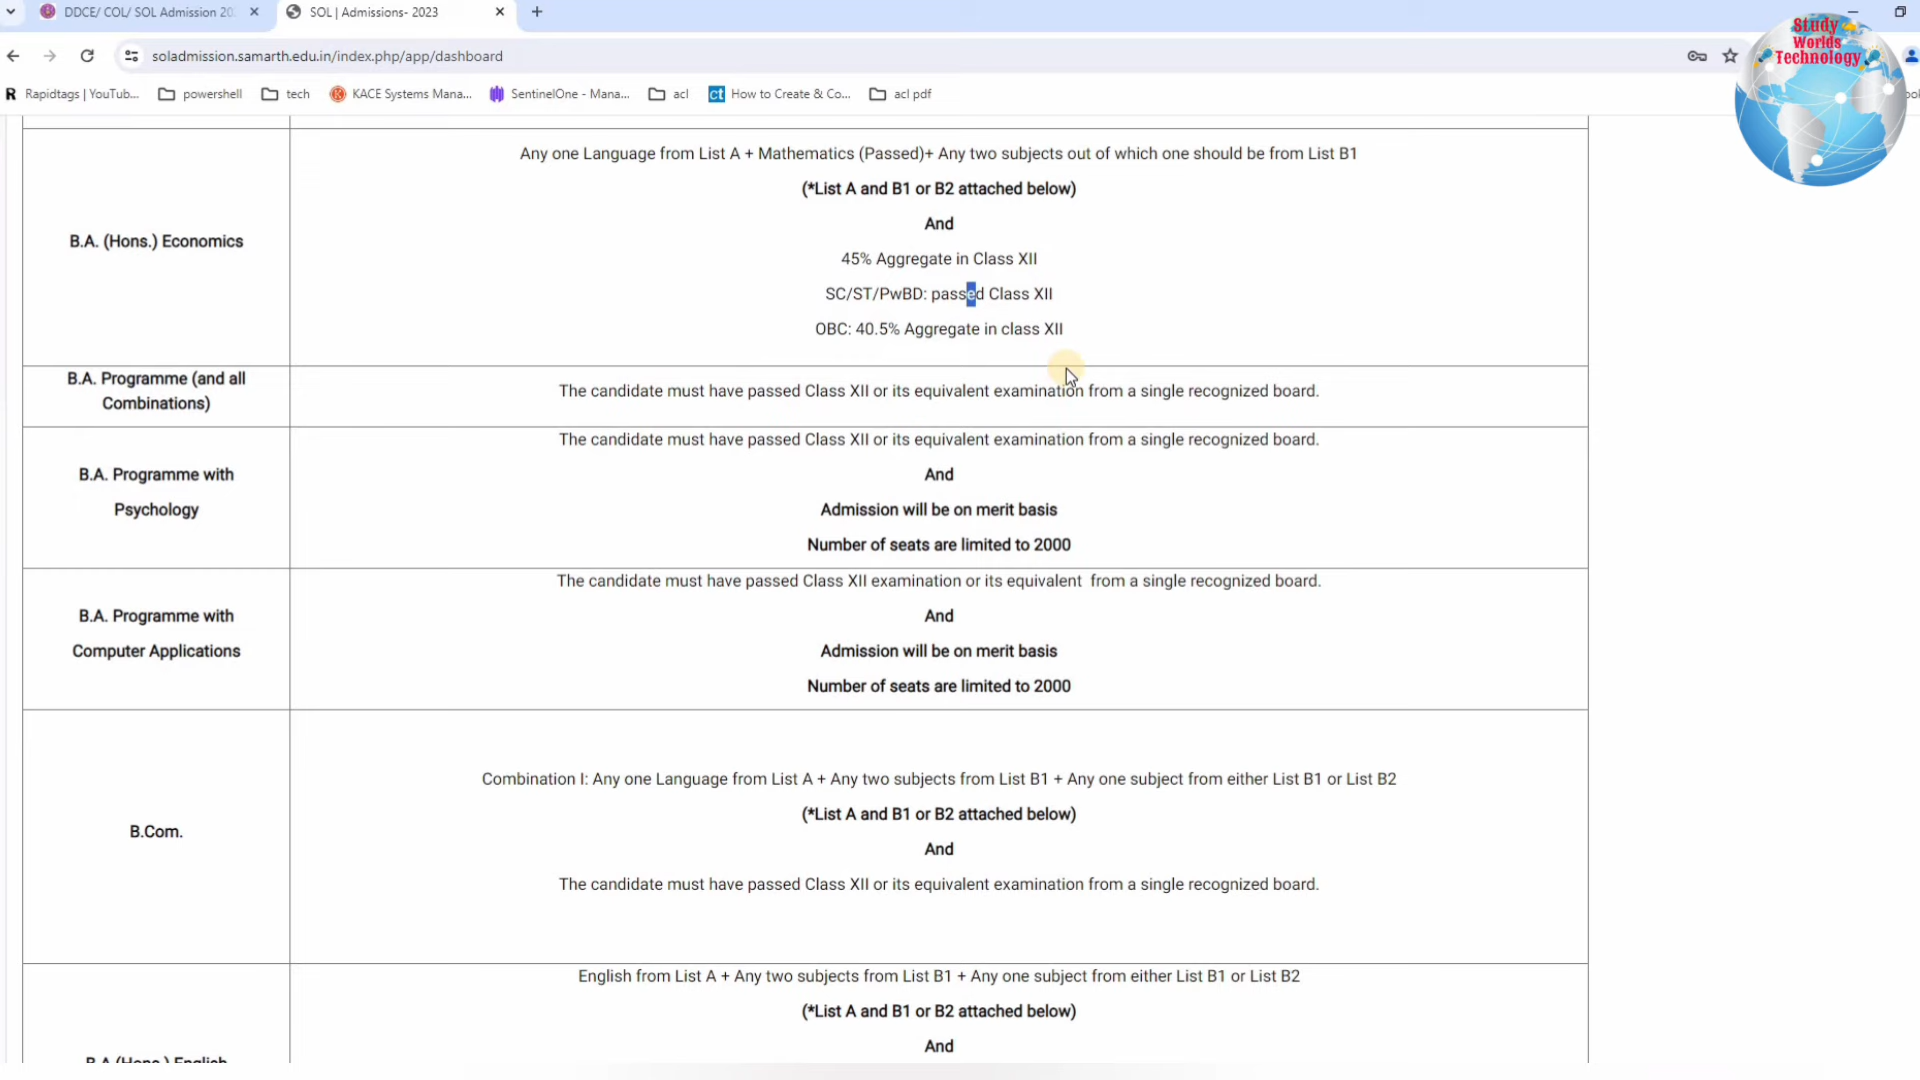 DDCE/ COL/ SOL Admission 20
SOL | Admissions- 2023
soladmission.samarth.edu.in/index.php/app/dashboard
Rapidtags | YouTub...
powershell
tech
KACE Systems Mana...
SentinelOne - Mana...
acl
How to Create & Co...
acl pdf
Study
Worlds
Technology
Any one Language from List A + Mathematics (Passed)+ Any two subjects out of which one should be from List B1
(*List A and B1 or B2 attached below)
And
B.A. (Hons.) Economics
45% Aggregate in Class XII
SC/ST/PwBD: passed Class XII
OBC: 40.5% Aggregate in class XII
B.A. Programme (and all
Combinations)
The candidate must have passed Class XII or its equivalent examination from a single recognized board.
The candidate must have passed Class XII or its equivalent examination from a single recognized board.
B.A. Programme with
Psychology
And
Admission will be on merit basis
Number of seats are limited to 2000
The candidate must have passed Class XII examination or its equivalent from a single recognized board.
B.A. Programme with
Computer Applications
And
Admission will be on merit basis
Number of seats are limited to 2000
Combination I: Any one Language from List A + Any two subjects from List B1 + Any one subject from either List B1 or List B2
(*List A and B1 or B2 attached below)
B.Com.
And
The candidate must have passed Class XII or its equivalent examination from a single recognized board.
English from List A + Any two subjects from List B1 + Any one subject from either List B1 or List B2
(*List A and B1 or B2 attached below)
And
B.A (Hons.) English